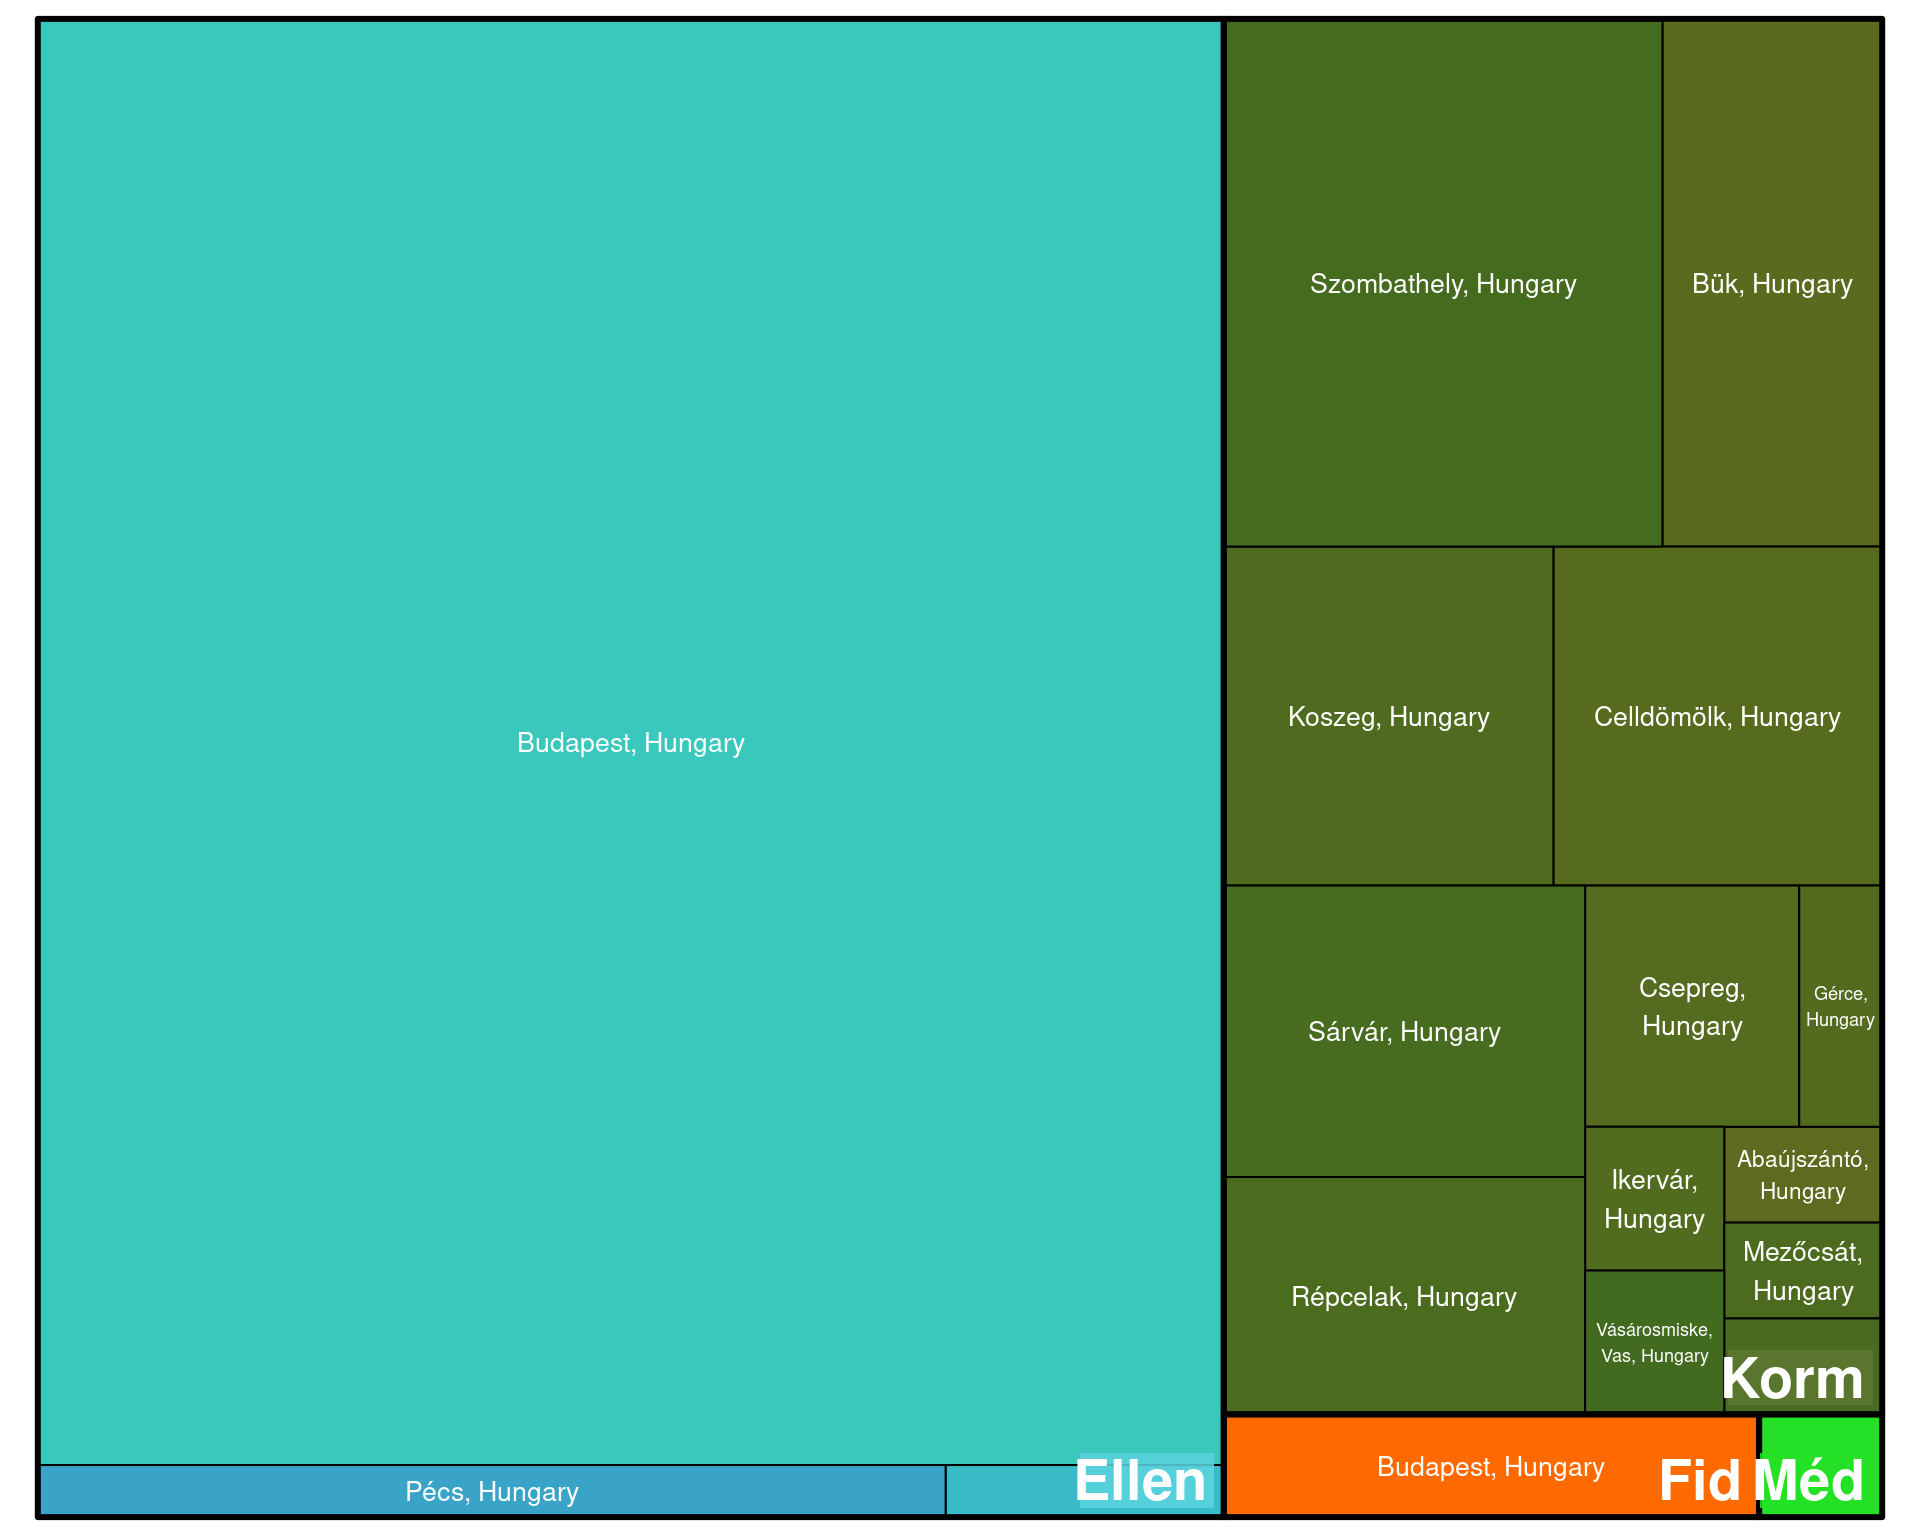 Szombathely, Hungary
Bük, Hungary
Budapest, Hungary
Koszeg, Hungary
Celldömölk, Hungary
Sárvár, Hungary
Csepreg,
Hungary
Gérce,
Hungary
Ikervár,
Hungary
Abaújszántó,
Hungary
Mezőcsát,
Hungary
Répcelak, Hungary
Vásárosmiske,
Vas, Hungary
Korm
Pécs, Hungary
Ellen
Budapest, Hungary
Fid
Méd